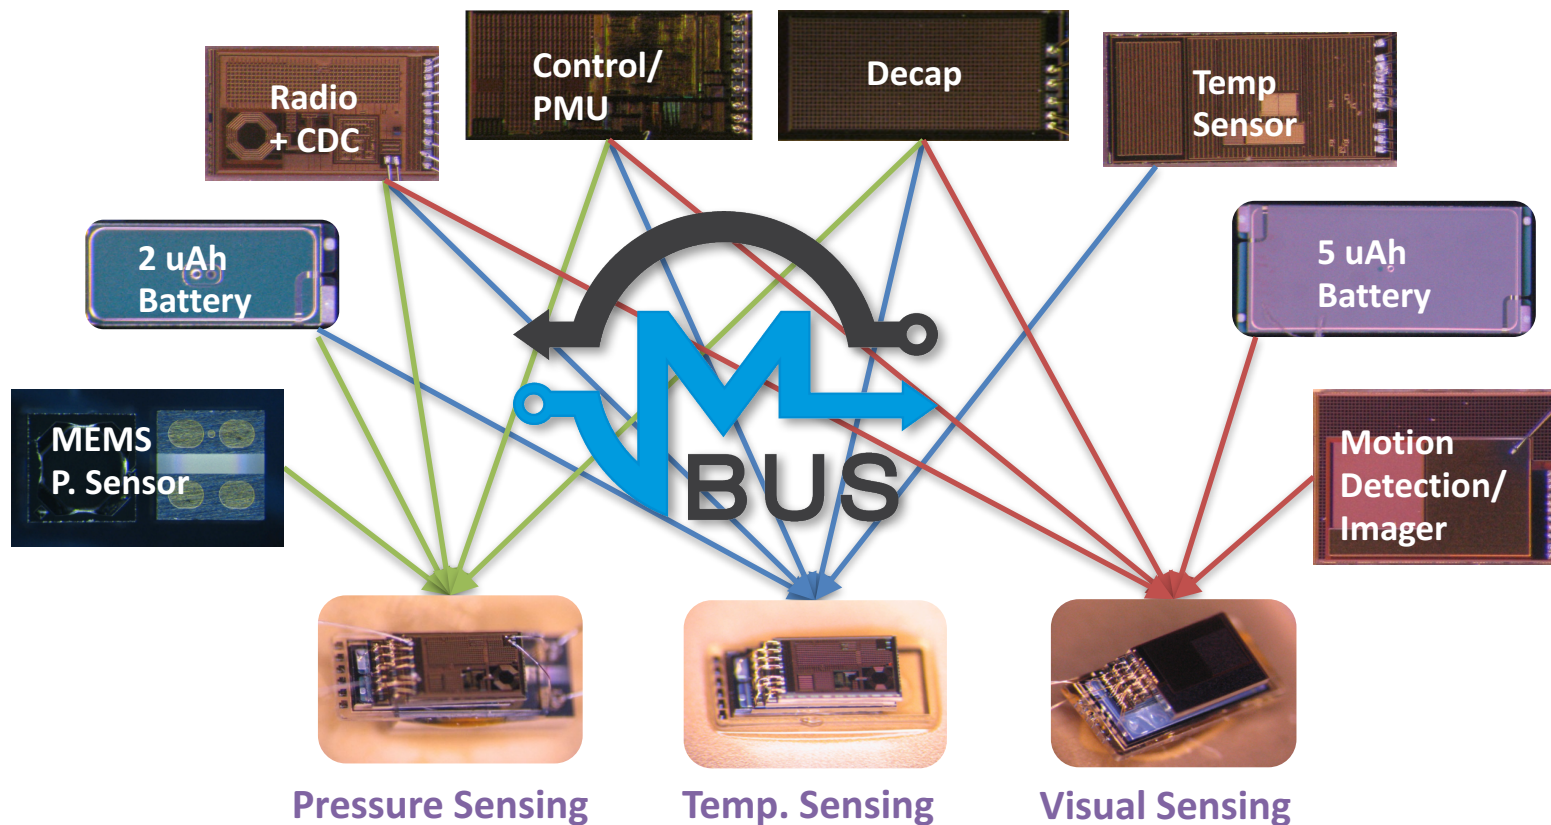 Radio
+ CDC
Control/
PMU
Decap
Temp
Sensor
2 uAh
Battery
5 uAh
Battery
MEMS
P. Sensor
M
BUS
Motion
Detection/
Imager
Pressure Sensing
Temp. Sensing
Visual Sensing